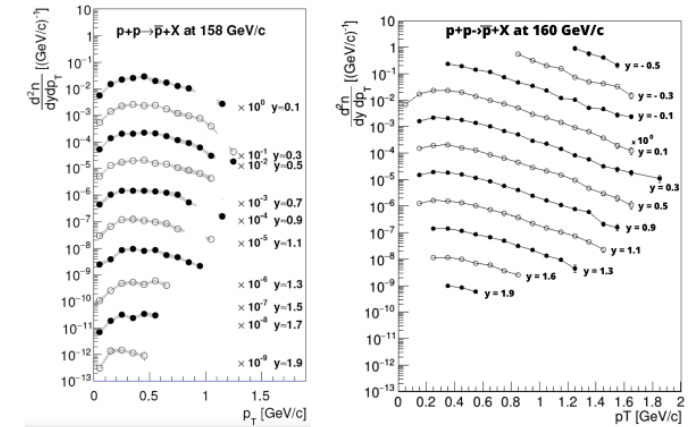 p+p→p̅+X at 158 GeV/c
d²n/dydp_T [(GeV/c)⁻¹]
10
1
10⁻¹
10⁻²
10⁻³
10⁻⁴
10⁻⁵
10⁻⁶
10⁻⁷
10⁻⁸
10⁻⁹
10⁻¹⁰
10⁻¹¹
10⁻¹²
10⁻¹³
× 10⁰ y=0.1
× 10⁻¹ y=0.3
× 10⁻² y=0.5
× 10⁻³ y=0.7
× 10⁻⁴ y=0.9
× 10⁻⁵ y=1.1
× 10⁻⁶ y=1.3
× 10⁻⁷ y=1.5
× 10⁻⁸ y=1.7
× 10⁻⁹ y=1.9
0 0.5 1 1.5
p_T [GeV/c]
p+p->p̅+X at 160 GeV/c
d²n/dy dp_T [(GeV/c)⁻¹]
10
1
10⁻¹
10⁻²
10⁻³
10⁻⁴
10⁻⁵
10⁻⁶
10⁻⁷
10⁻⁸
10⁻⁹
10⁻¹⁰
10⁻¹¹
10⁻¹²
10⁻¹³
y = - 0.5
y = - 0.3
y = - 0.1
×10⁰
y = 0.1
y = 0.3
y = 0.5
y = 0.9
y = 1.1
y = 1.3
y = 1.6
y = 1.9
0 0.2 0.4 0.6 0.8 1 1.2 1.4 1.6 1.8 2
pT [GeV/c]